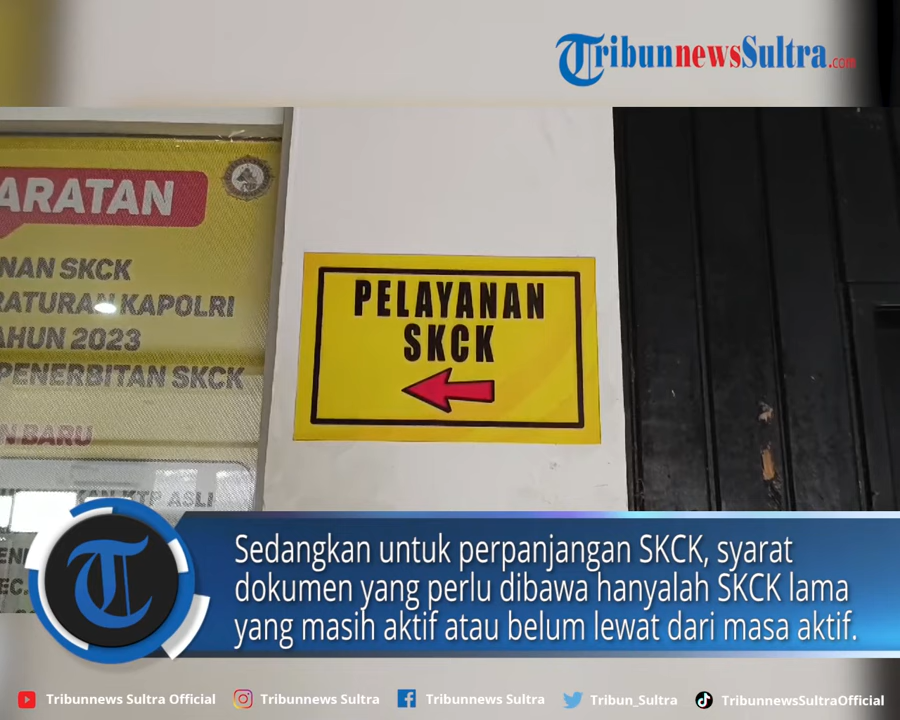 TribunnewsSultra.com
ARATAN
NAN SKCK
RATURAN KAPOLRI
AHUN 2023
PENERBITAN SKCK
N BARU
KTP ASLI
PELAYANAN
SKCK
Sedangkan untuk perpanjangan SKCK, syarat
dokumen yang perlu dibawa hanyalah SKCK lama
yang masih aktif atau belum lewat dari masa aktif.
Tribunnews Sultra Official
Tribunnews Sultra
Tribunnews Sultra
Tribun_Sultra
TribunnewsSultraOfficial